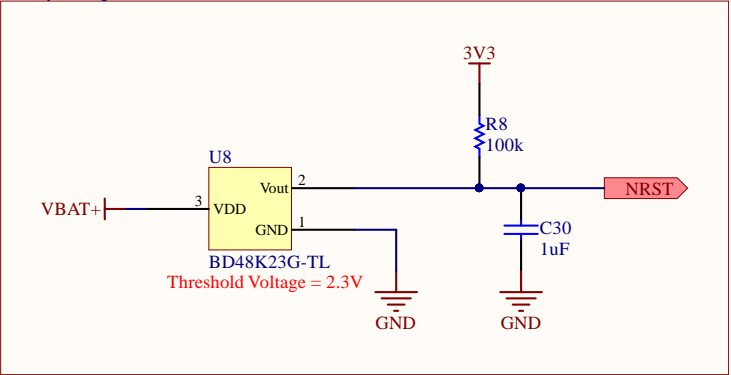 3V3
R8
100k
U8
Vout
2
NRST
VBAT+
3
VDD
GND
1
C30
1uF
BD48K23G-TL
Threshold Voltage = 2.3V
GND
GND